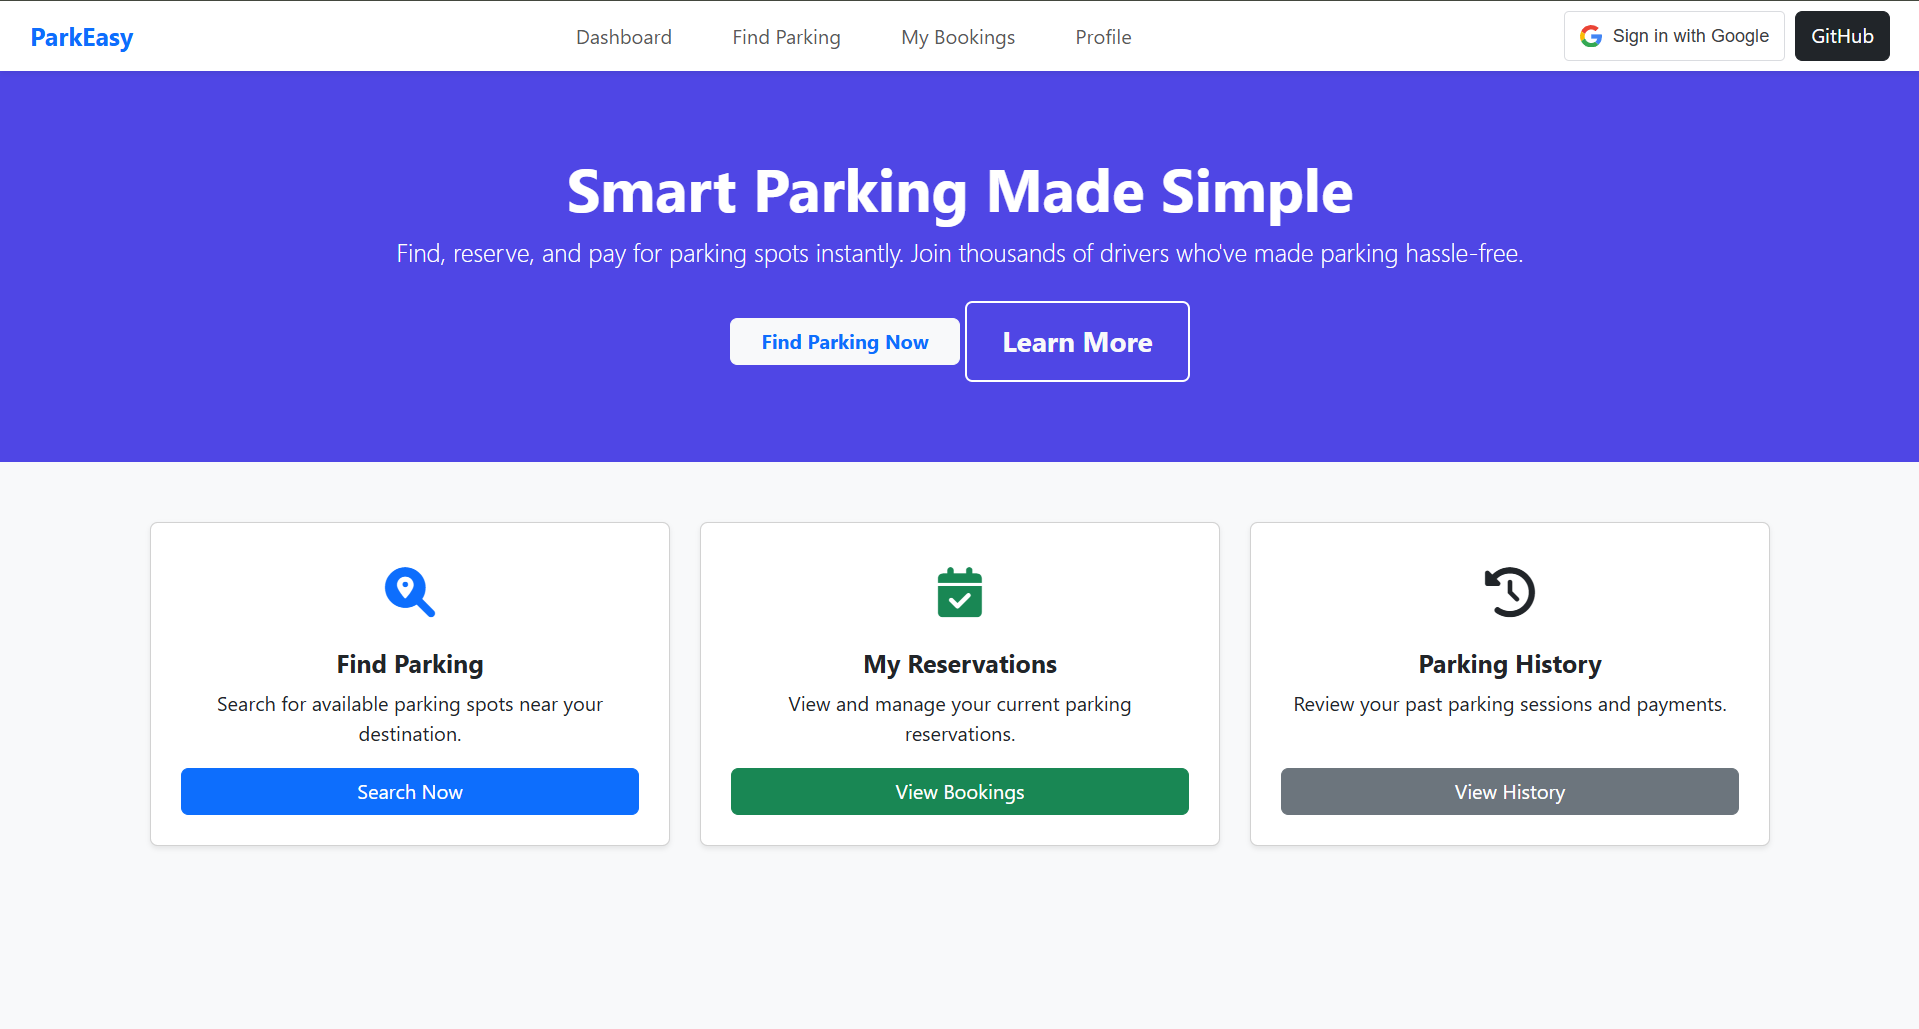 ParkEasy
Dashboard
Find Parking
My Bookings
Profile
Sign in with Google
GitHub
Smart Parking Made Simple
Find, reserve, and pay for parking spots instantly. Join thousands of drivers who've made parking hassle-free.
Find Parking Now
Learn More
Find Parking
Search for available parking spots near your
destination.
Search Now
My Reservations
View and manage your current parking
reservations.
View Bookings
Parking History
Review your past parking sessions and payments.
View History